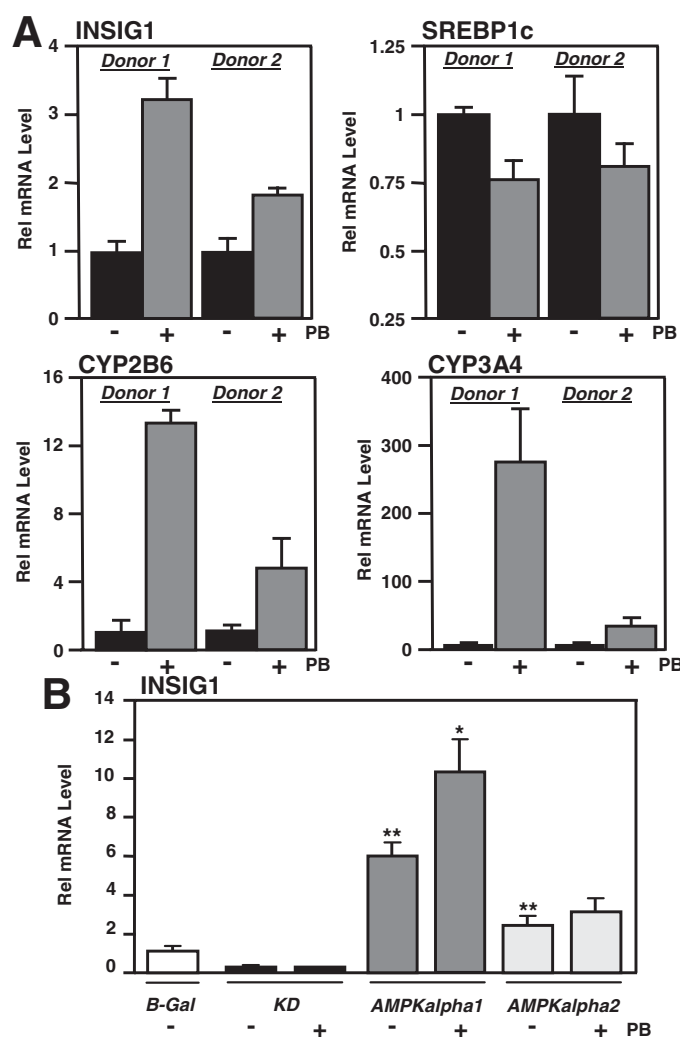 A
INSIG1
SREBP1c
4
3
2
1
0
Rel mRNA Level
Donor 1 Donor 2
- + - + PB
1.25
1
0.75
0.5
0.25
Rel mRNA Level
Donor 1 Donor 2
- + - + PB
CYP2B6
CYP3A4
16
12
8
4
0
Rel mRNA Level
Donor 1 Donor 2
- + - + PB
400
300
200
100
0
Rel mRNA Level
Donor 1 Donor 2
- + - + PB
B
INSIG1
14
12
10
8
6
4
2
0
Rel mRNA Level
** * **
B-Gal KD AMPKalpha1 AMPKalpha2
- - + - + - + PB